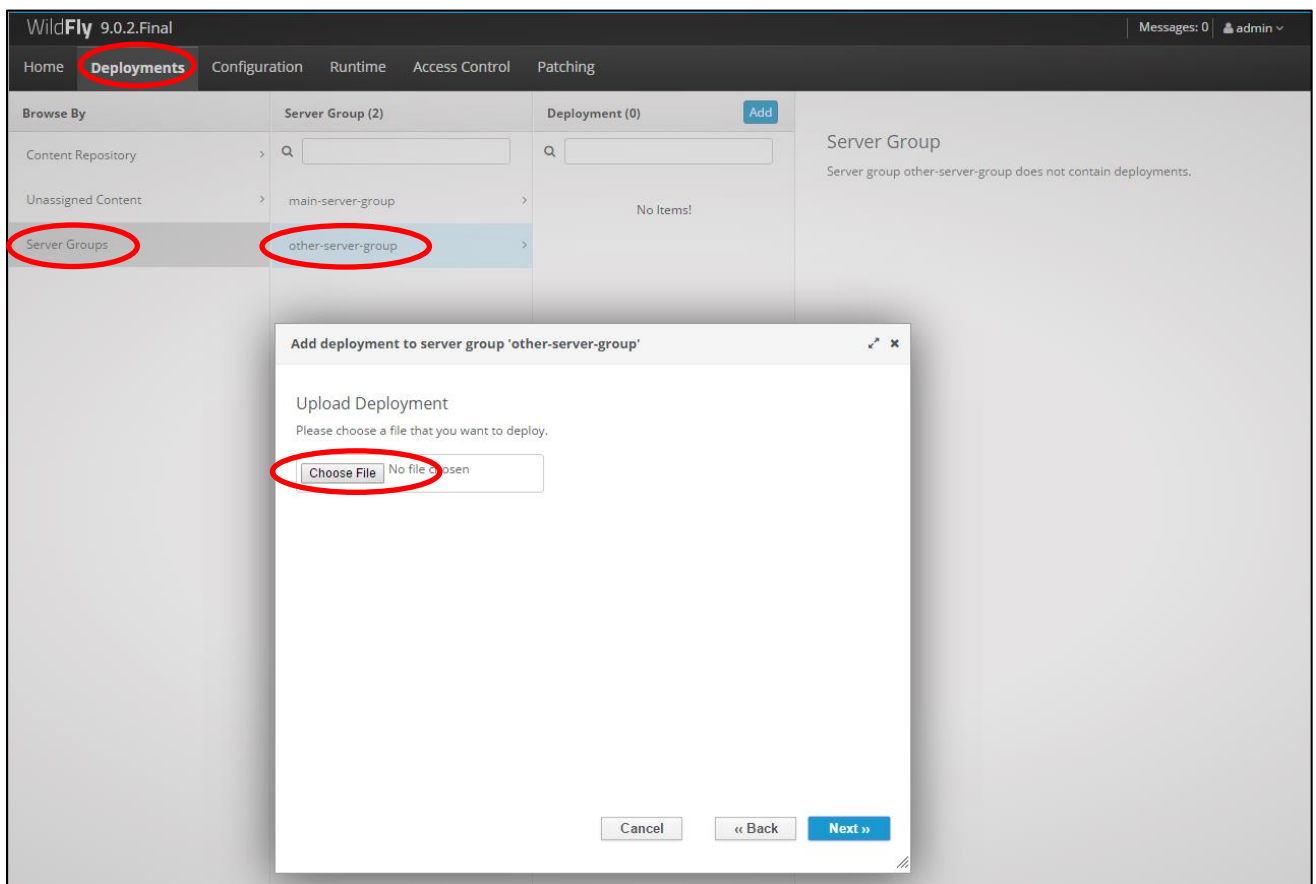 WildFly 9.0.2.Final
Messages: 0 admin
Home Deployments Configuration Runtime Access Control Patching
Browse By
Content Repository
Unassigned Content
Server Groups
Server Group (2)
main-server-group
other-server-group
Deployment (0) Add
No Items!
Server Group
Server group other-server-group does not contain deployments.
Add deployment to server group 'other-server-group'
Upload Deployment
Please choose a file that you want to deploy.
Choose File No file chosen
Cancel ‹‹ Back Next ››